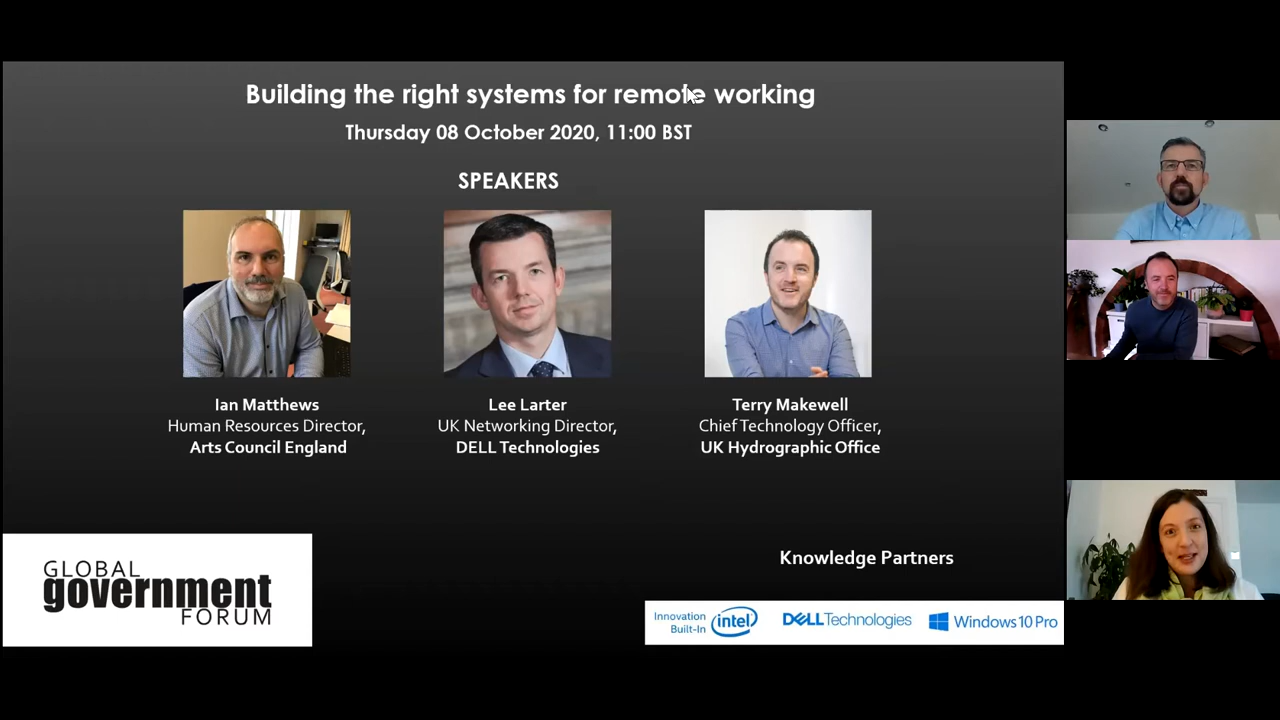 Building the right systems for remote working
Thursday 08 October 2020, 11:00 BST
SPEAKERS
Ian Matthews
Human Resources Director,
Arts Council England
Lee Larter
UK Networking Director,
DELL Technologies
Terry Makewell
Chief Technology Officer,
UK Hydrographic Office
GLOBAL
government
FORUM
Knowledge Partners
Innovation
Built-In
intel
DELL Technologies
Windows 10 Pro